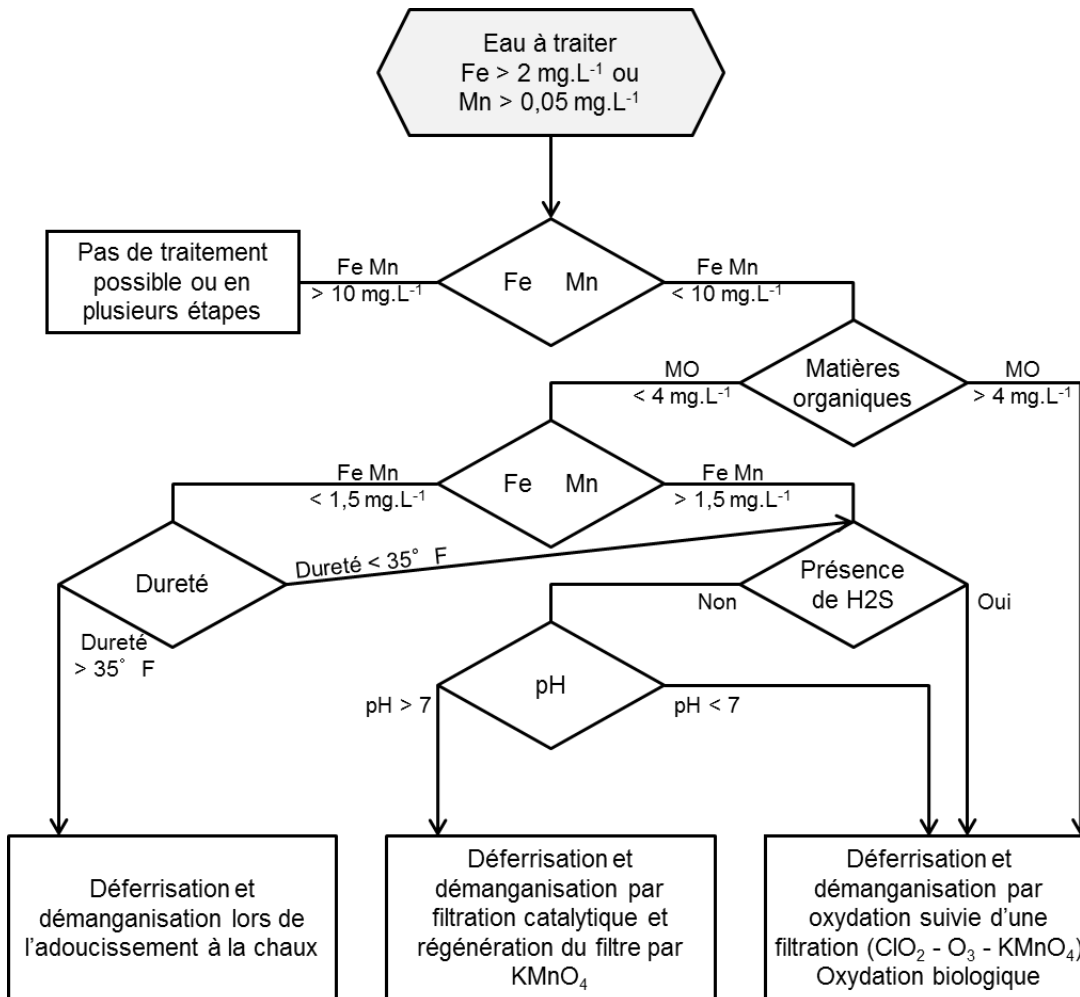 Eau à traiter
Fe > 2 mg.L⁻¹ ou
Mn > 0,05 mg.L⁻¹
Pas de traitement
possible ou en
plusieurs étapes
Fe Mn
> 10 mg.L⁻¹
Fe Mn
Fe Mn
< 10 mg.L⁻¹
MO
< 4 mg.L⁻¹
Matières
organiques
MO
> 4 mg.L⁻¹
Fe Mn
< 1,5 mg.L⁻¹
Fe Mn
Fe Mn
> 1,5 mg.L⁻¹
Dureté
Dureté < 35° F
Présence
de H2S
Non
Oui
Dureté
> 35° F
pH > 7
pH
pH < 7
Déferrisation et
démanganisation lors de
l'adoucissement à la chaux
Déferrisation et
démanganisation par
filtration catalytique et
régénération du filtre par
KMnO₄
Déferrisation et
démanganisation par
oxydation suivie d'une
filtration (ClO₂ - O₃ - KMnO₄)
Oxydation biologique